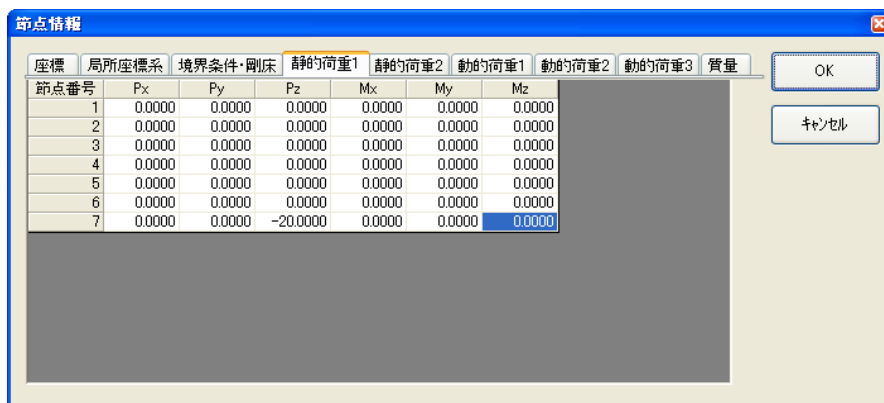 節点情報
座標 局所座標系 境界条件・剛床 静的荷重1 静的荷重2 動的荷重1 動的荷重2 動的荷重3 質量
OK
節点番号 Px Py Pz Mx My Mz
1 0.0000 0.0000 0.0000 0.0000 0.0000 0.0000
2 0.0000 0.0000 0.0000 0.0000 0.0000 0.0000
キャンセル
3 0.0000 0.0000 0.0000 0.0000 0.0000 0.0000
4 0.0000 0.0000 0.0000 0.0000 0.0000 0.0000
5 0.0000 0.0000 0.0000 0.0000 0.0000 0.0000
6 0.0000 0.0000 0.0000 0.0000 0.0000 0.0000
7 0.0000 0.0000 -20.0000 0.0000 0.0000 0.0000